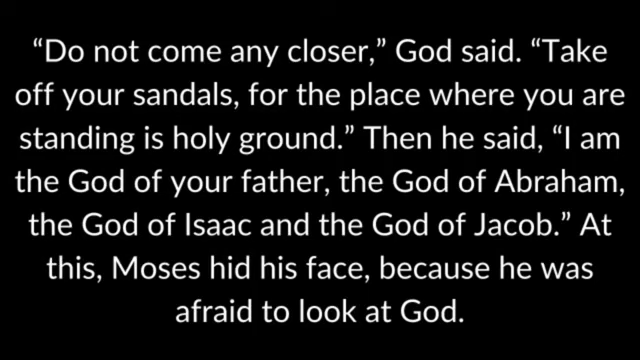 “Do not come any closer,” God said. “Take
off your sandals, for the place where you are
standing is holy ground.” Then he said, “I am
the God of your father, the God of Abraham,
the God of Isaac and the God of Jacob.” At
this, Moses hid his face, because he was
afraid to look at God.